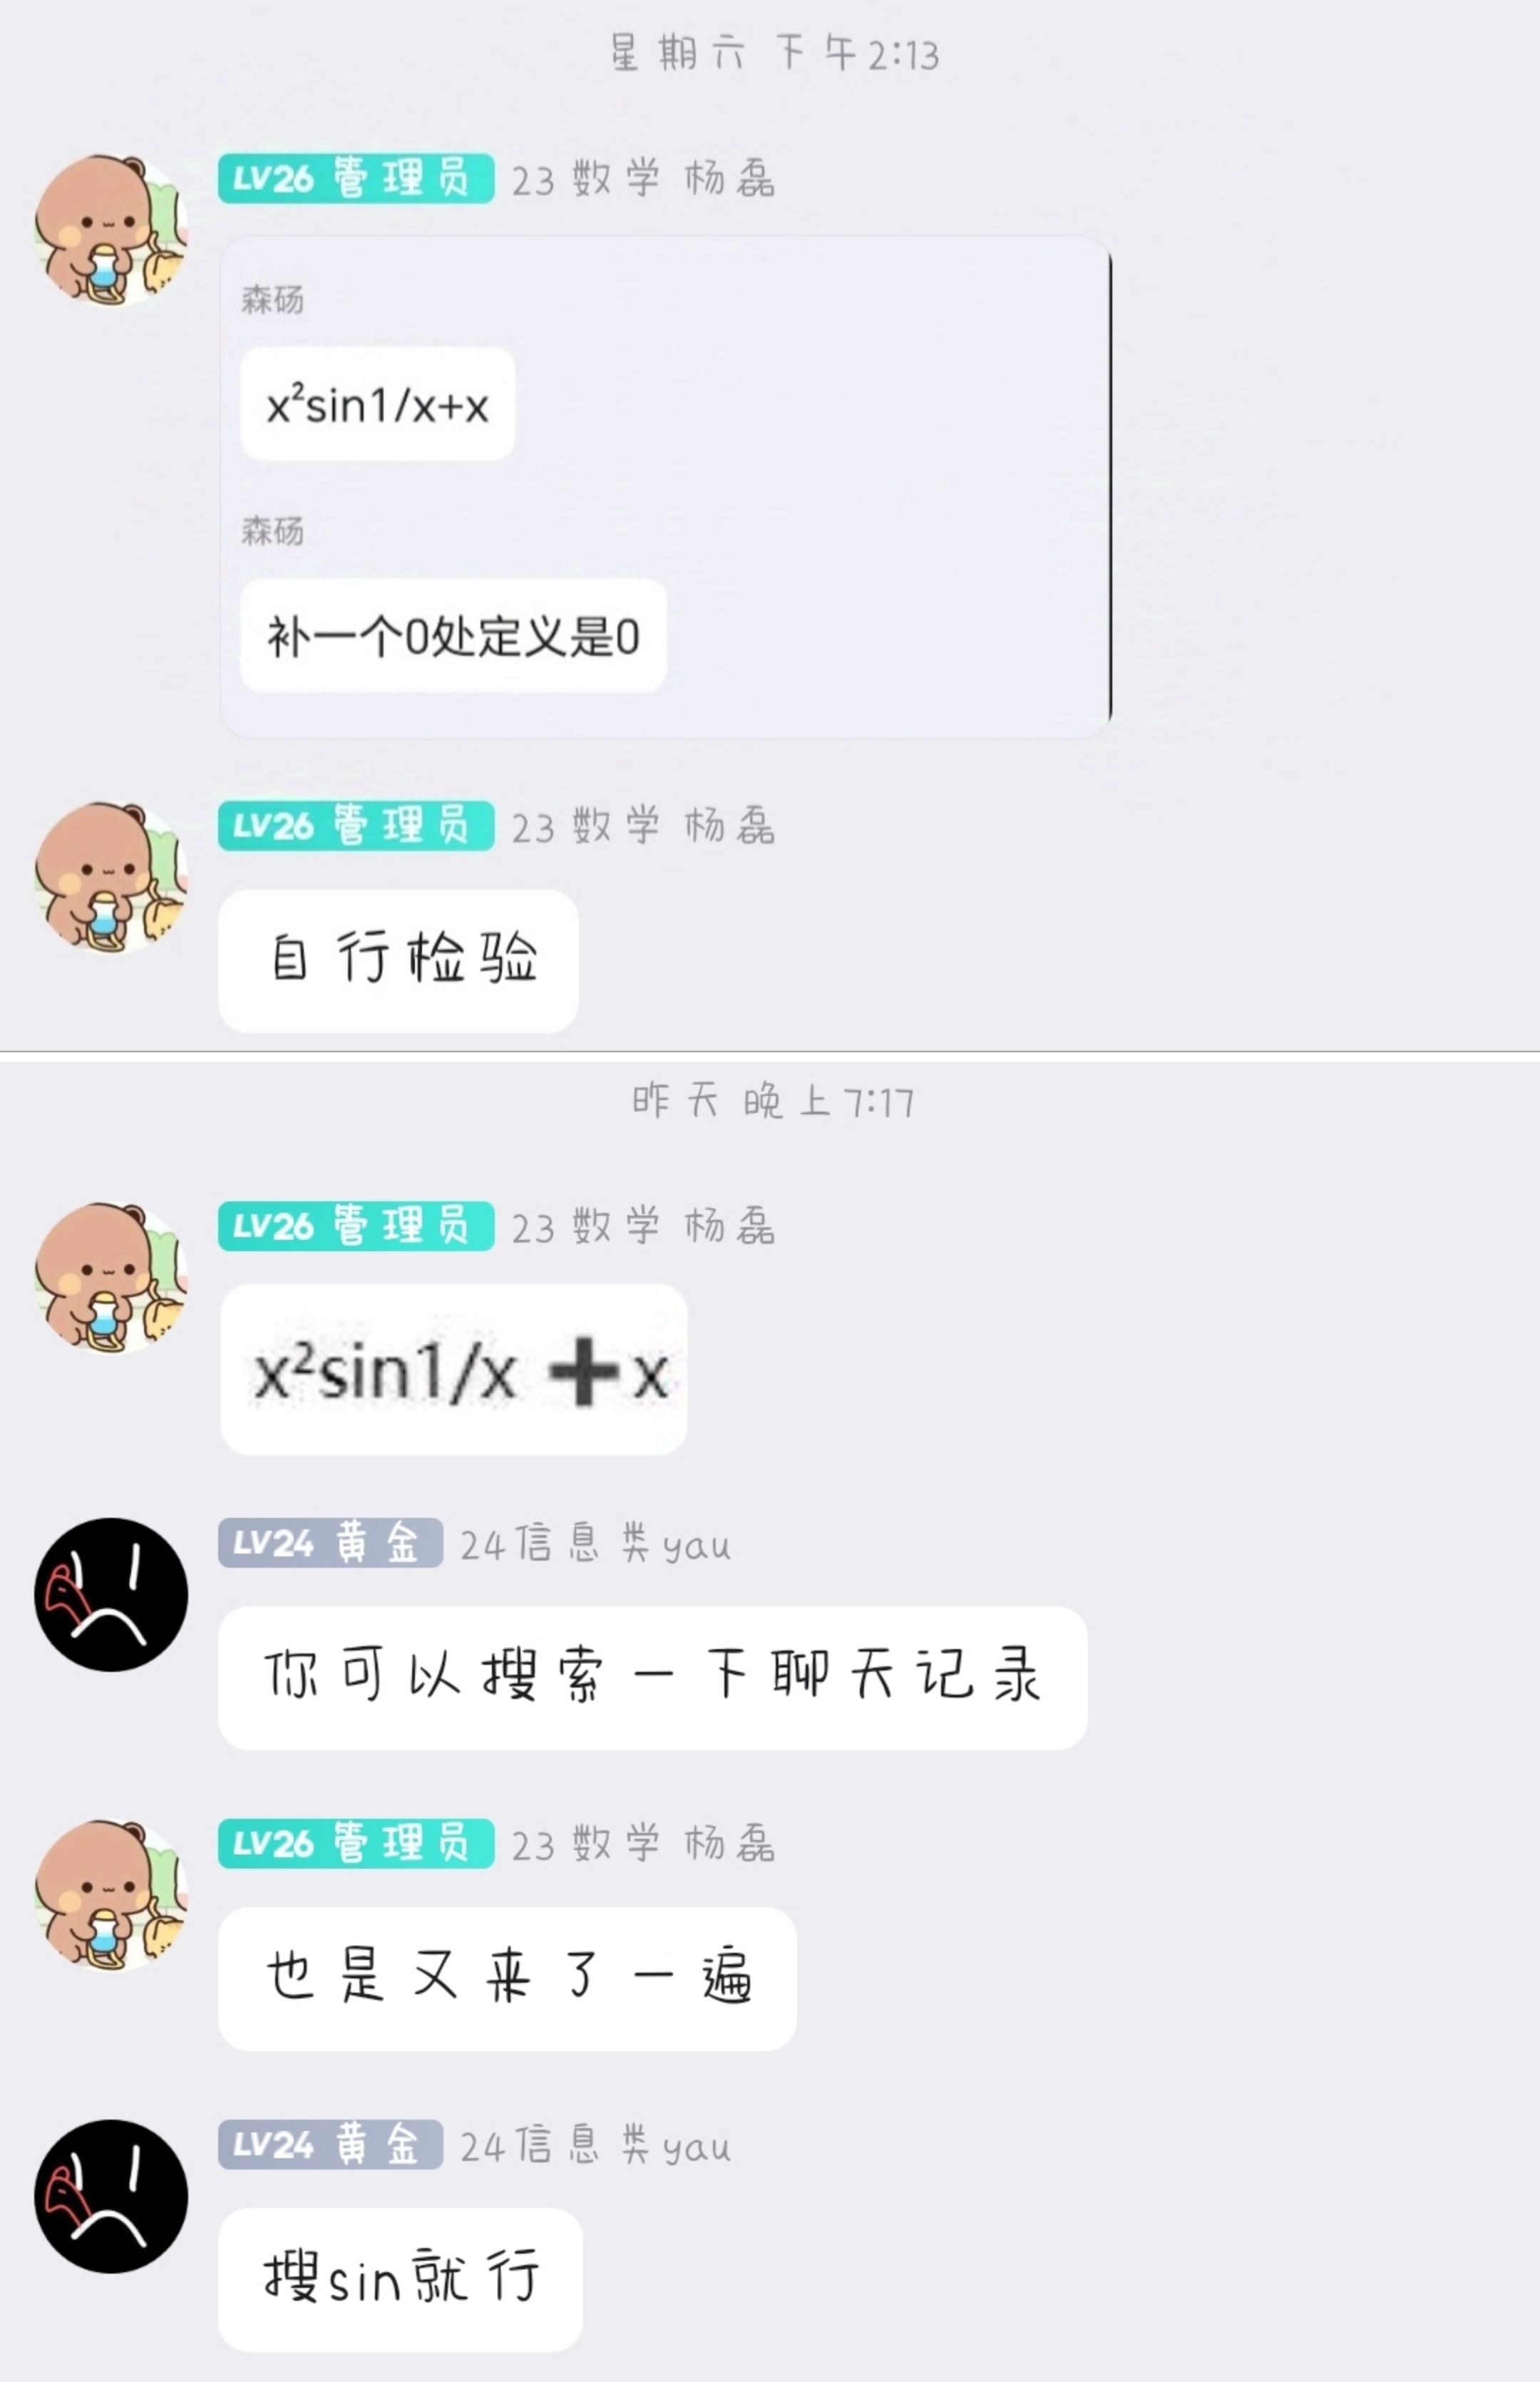 星期六 下午2:13
LV26 管理员 23数学 杨磊
森砀
x²sin1/x+x
森砀
补一个0处定义是0
LV26 管理员 23数学 杨磊
自行检验
昨天 晚上7:17
LV26 管理员 23数学 杨磊
x²sin1/x ➕x
LV24 黄金 24信息类yau
你可以搜索一下聊天记录
LV26 管理员 23数学 杨磊
也是又来了一遍
LV24 黄金 24信息类yau
搜sin就行